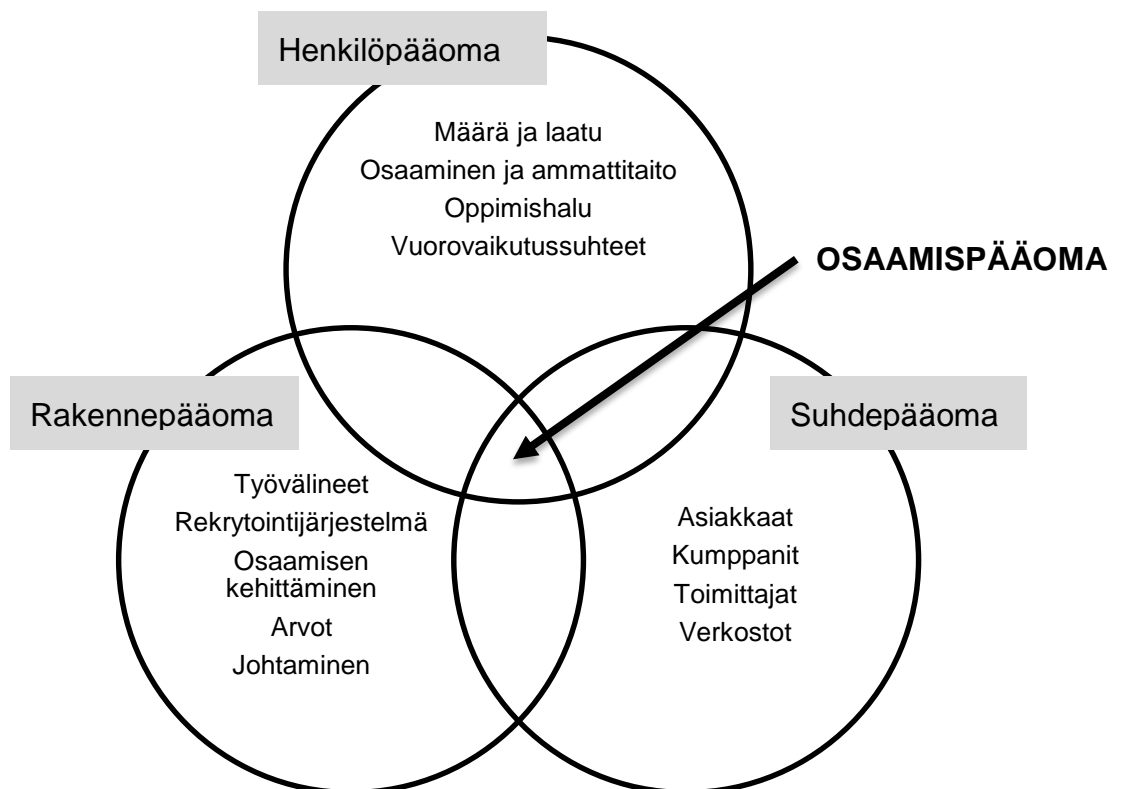 Henkilöpääoma
Määrä ja laatu
Osaaminen ja ammattitaito
Oppimishalu
Vuorovaikutussuhteet
OSAAMISPÄÄOMA
Rakennepääoma
Työvälineet
Rekrytointijärjestelmä
Osaamisen
kehittäminen
Arvot
Johtaminen
Suhdepääoma
Asiakkaat
Kumppanit
Toimittajat
Verkostot